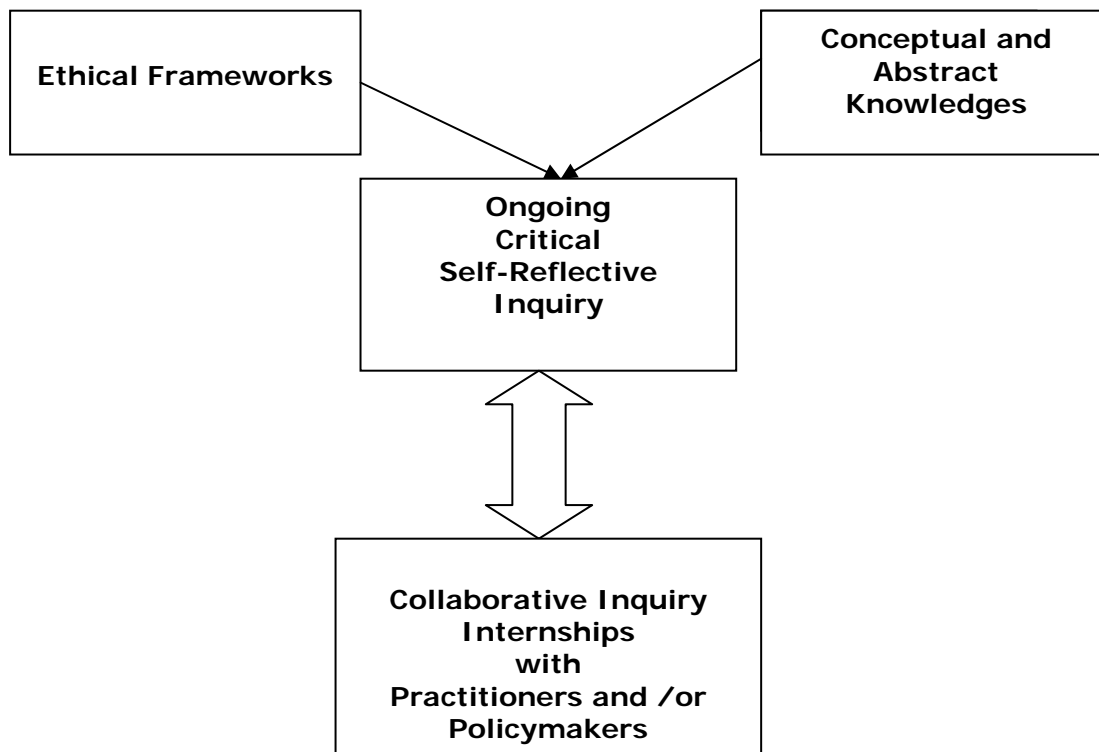 Ethical Frameworks
Conceptual and
Abstract
Knowledges
Ongoing
Critical
Self-Reflective
Inquiry
Collaborative Inquiry
Internships
with
Practitioners and /or
Policymakers